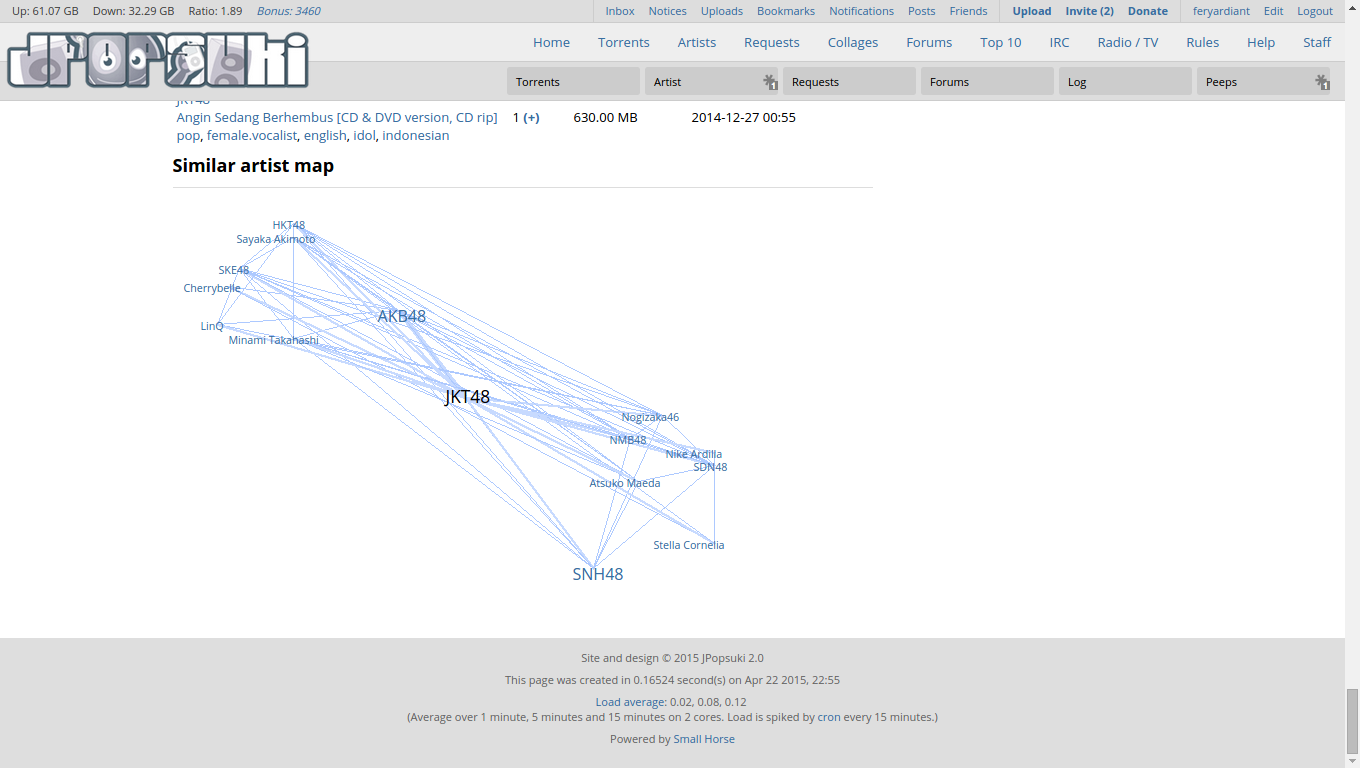 Up: 61.07 GB Down: 32.29 GB Ratio: 1.89 Bonus: 3460 Inbox Notices Uploads Bookmarks Notifications Posts Friends Upload Invite (2) Donate feryardiant Edit Logout
JPOPSUKI
Home Torrents Artists Requests Collages Forums Top 10 IRC Radio / TV Rules Help Staff
Torrents Artist 1 Requests Forums Log Peeps 1
JKT48
Angin Sedang Berhembus [CD & DVD version, CD rip] 1 (+) 630.00 MB 2014-12-27 00:55
pop, female.vocalist, english, idol, indonesian
Similar artist map
HKT48
Sayaka Akimoto
SKE48
Cherrybelle
AKB48
LinQ
Minami Takahashi
JKT48
Nogizaka46
NMB48
Nike Ardilla
SDN48
Atsuko Maeda
Stella Cornelia
SNH48
Site and design © 2015 JPopsuki 2.0
This page was created in 0.16524 second(s) on Apr 22 2015, 22:55
Load average: 0.02, 0.08, 0.12
(Average over 1 minute, 5 minutes and 15 minutes on 2 cores. Load is spiked by cron every 15 minutes.)
Powered by Small Horse